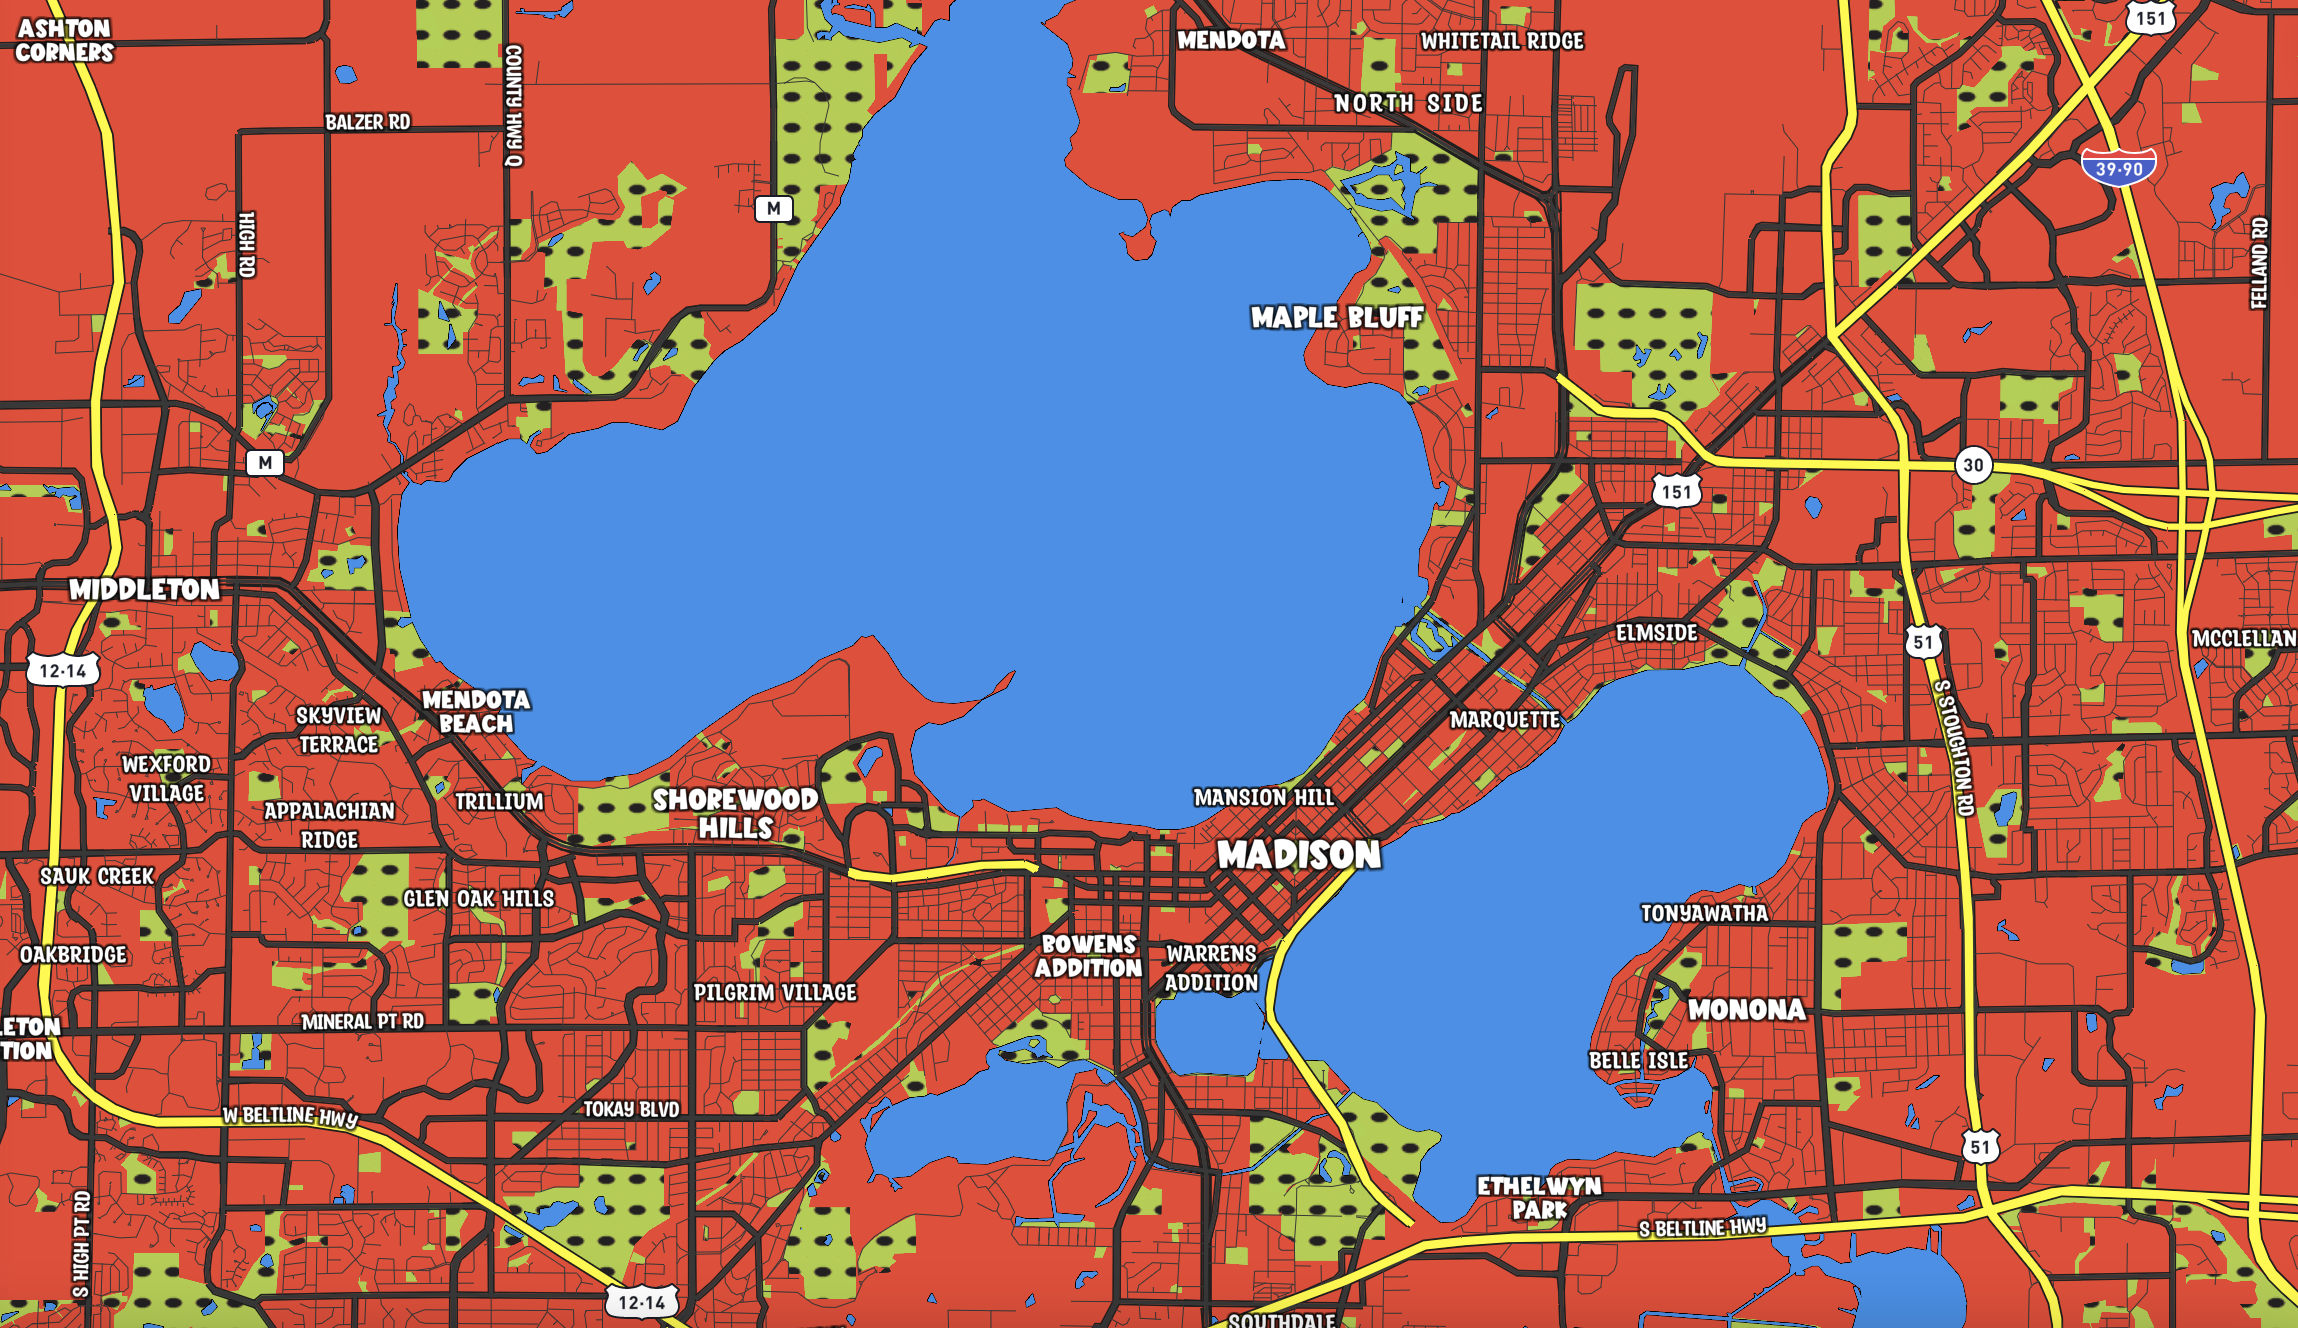 ASHTON
CORNERS
MENDOTA
WHITETAIL RIDGE
151
COUNTY HWY Q
BALZER RD
NORTH SIDE
39·90
M
HIGH RD
FELLAND RD
MAPLE BLUFF
M
30
151
MIDDLETON
12·14
ELMSIDE
51
MCCLELLAN
MENDOTA
BEACH
SKYVIEW
TERRACE
MARQUETTE
S STOUGHTON RD
WEXFORD
VILLAGE
APPALACHIAN
RIDGE
TRILLIUM
SHOREWOOD
HILLS
MANSION HILL
MADISON
SAUK CREEK
GLEN OAK HILLS
TONYAWATHA
OAKBRIDGE
BOWENS
ADDITION
WARRENS
ADDITION
PILGRIM VILLAGE
MONONA
LETON
TION
MINERAL PT RD
BELLE ISLE
W BELTLINE HWY
TOKAY BLVD
51
S HIGH PT RD
ETHELWYN
PARK
S BELTLINE HWY
12·14
SOUTHDALE